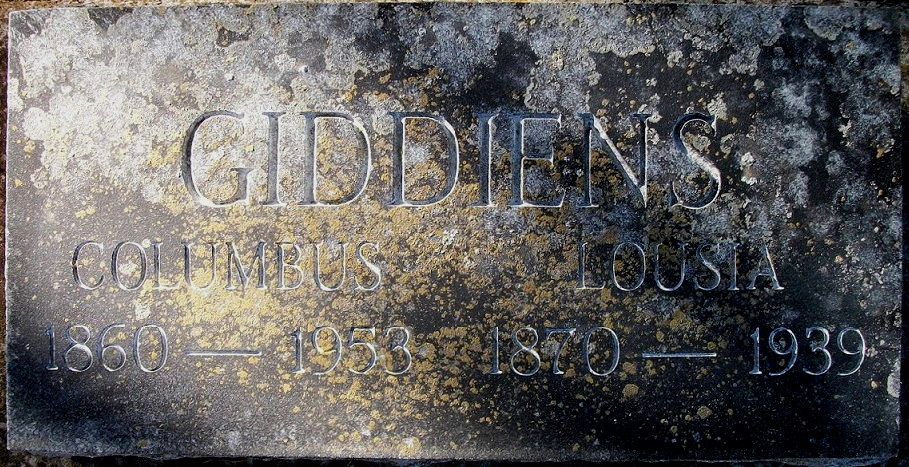 GIDDIENS
COLUMBUS LOUSIA
1860 — 1953 1870 — 1939